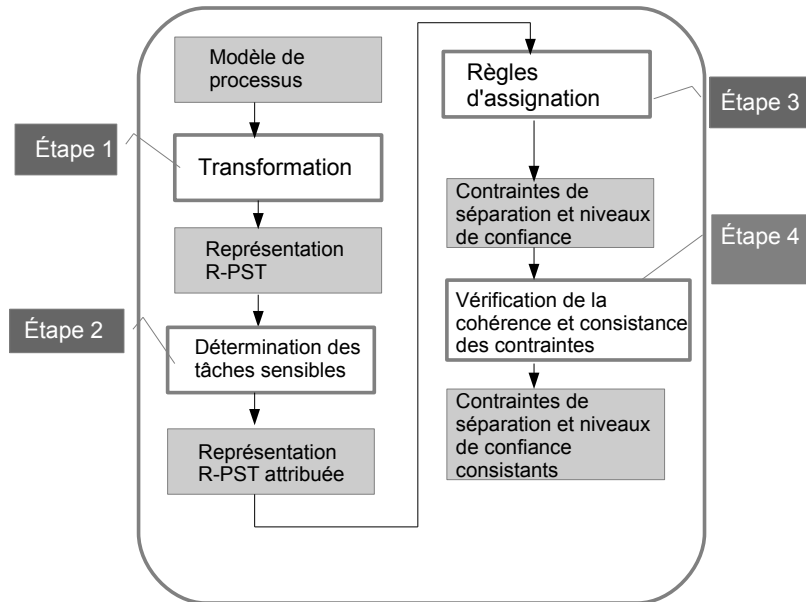 Modèle de
processus
Étape 1
Transformation
Représentation
R-PST
Étape 2
Détermination des
tâches sensibles
Représentation
R-PST attribuée
Règles
d'assignation
Étape 3
Contraintes de
séparation et niveaux
de confiance
Étape 4
Vérification de la
cohérence et consistance
des contraintes
Contraintes de
séparation et niveaux
de confiance
consistants